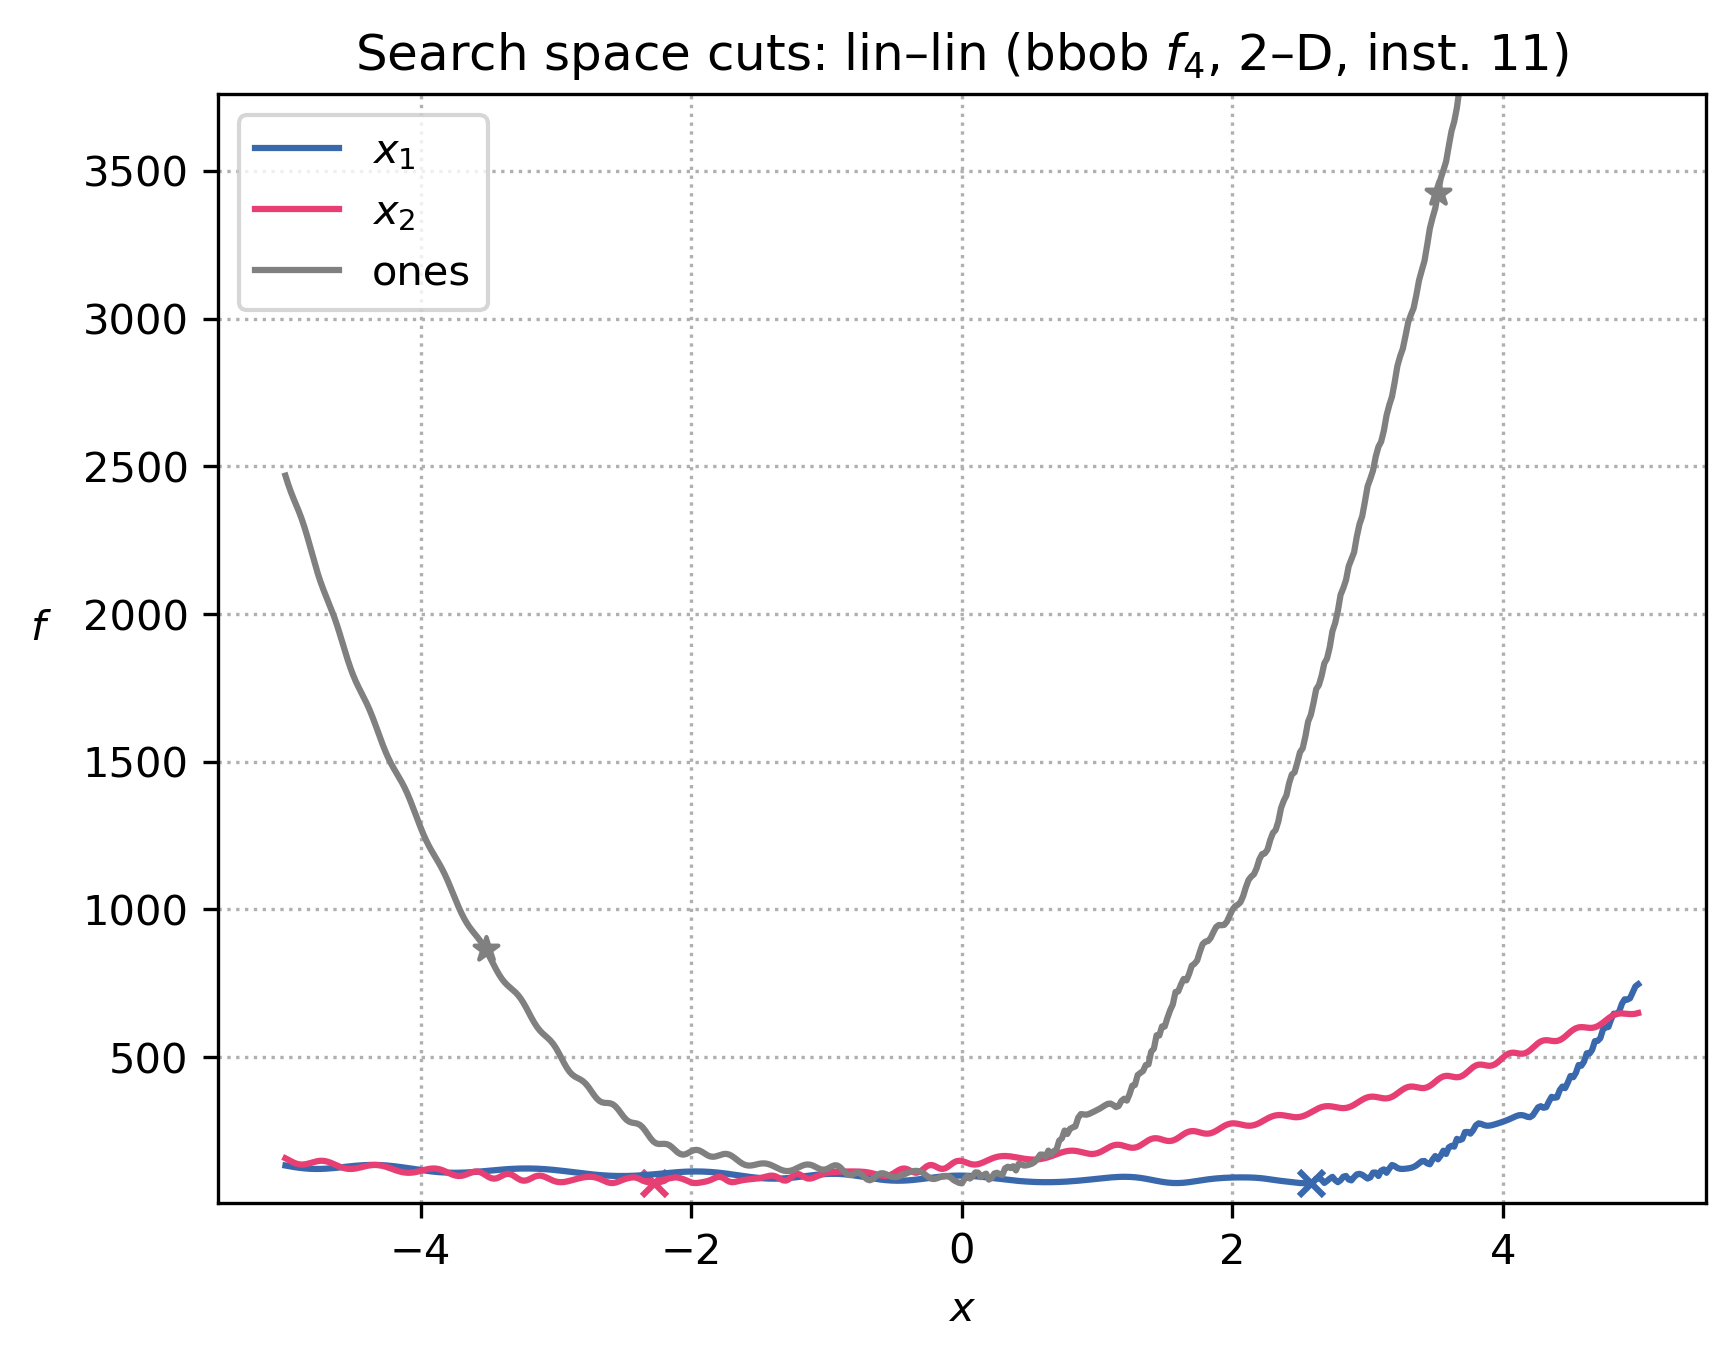 Search space cuts: lin–lin (bbob f₄, 2–D, inst. 11)
x₁
x₂
ones
3500
3000
2500
2000
1500
1000
500
f
−4
−2
0
2
4
x